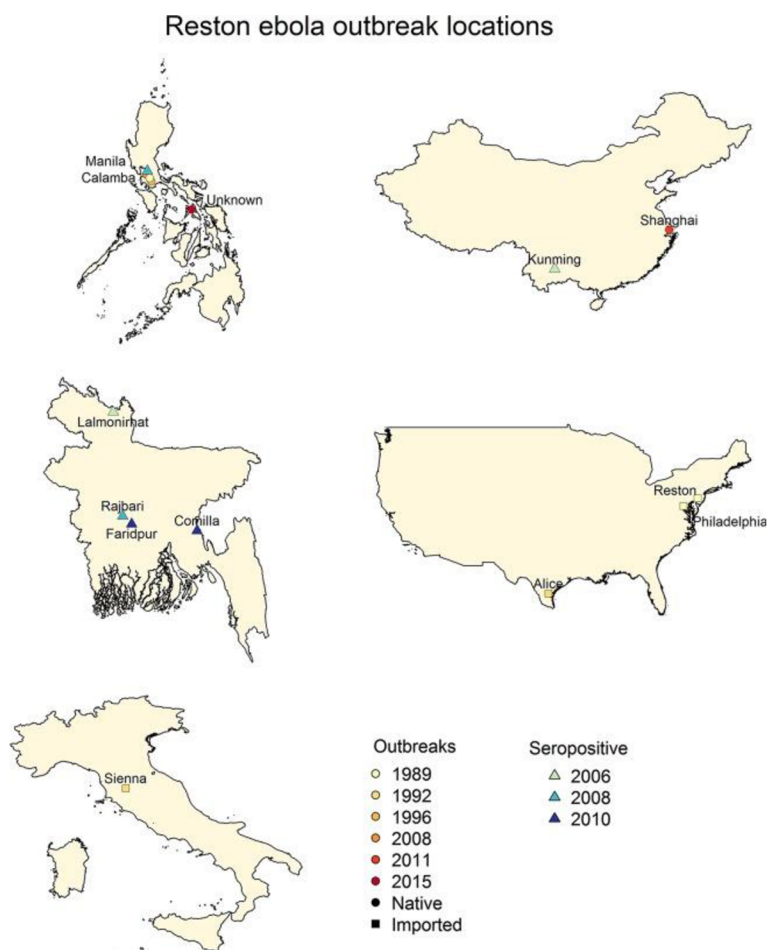 Reston ebola outbreak locations
Manila
Calamba
Unknown
Shanghai
Kunming
Lalmonirhat
Rajbari
Faridpur
Comilla
Reston
Philadelphia
Alice
Sienna
Outbreaks
1989
1992
1996
2008
2011
2015
Native
Imported
Seropositive
2006
2008
2010